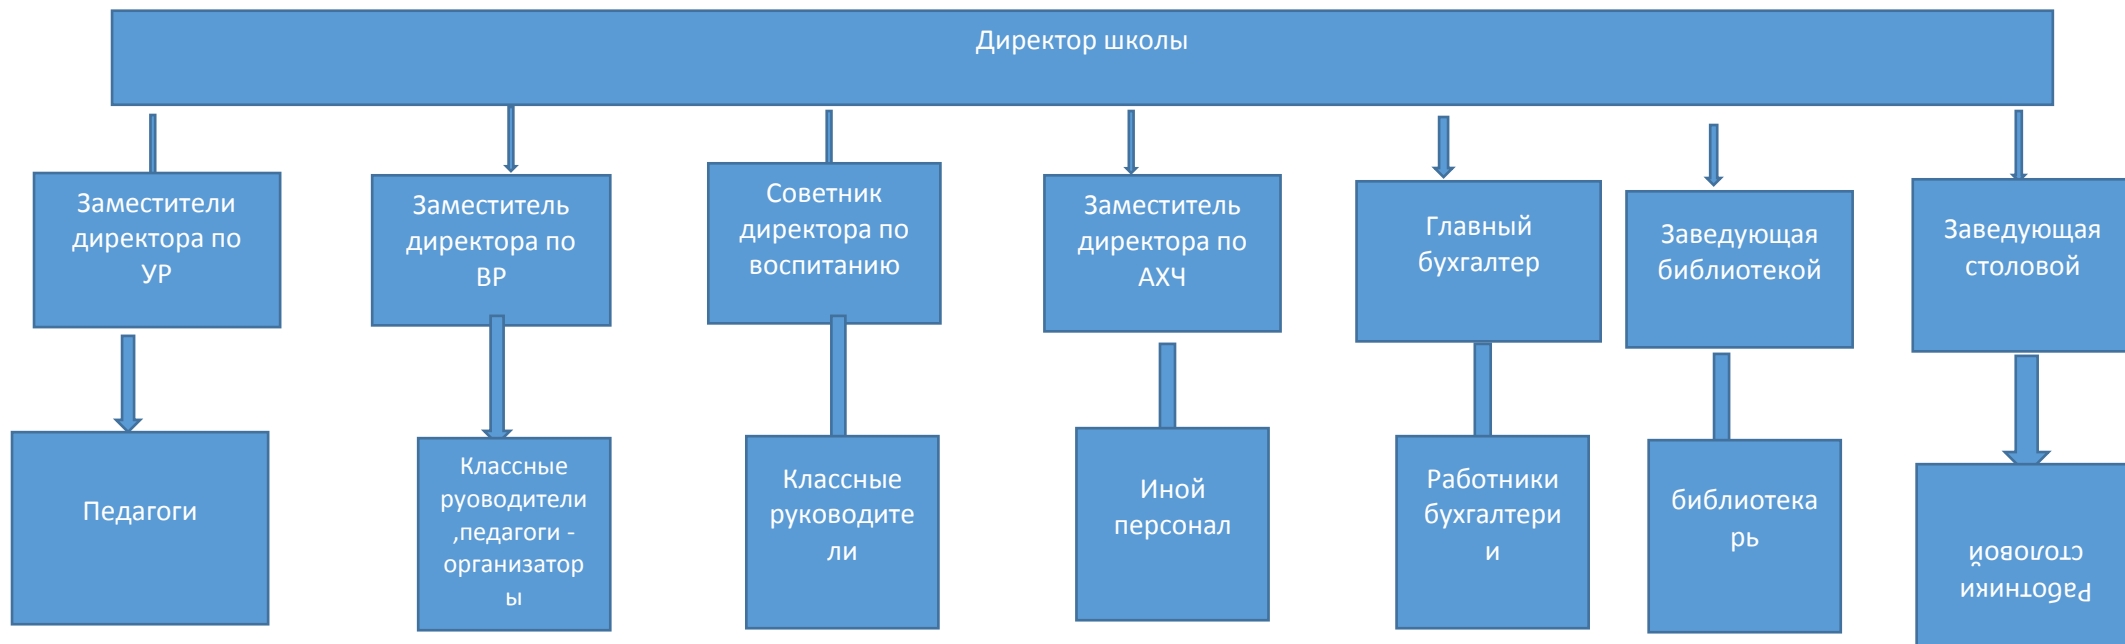 Директор школы
Заместители
директора по
УР
Заместитель
директора по
ВР
Советник
директора по
воспитанию
Заместитель
директора по
АХЧ
Главный
бухгалтер
Заведующая
библиотекой
Заведующая
столовой
Педагоги
Классные
руоводители
,педагоги -
организатор
ы
Классные
руководите
ли
Иной
персонал
Работники
бухгалтери
и
библиотека
рь
Работники
столовой